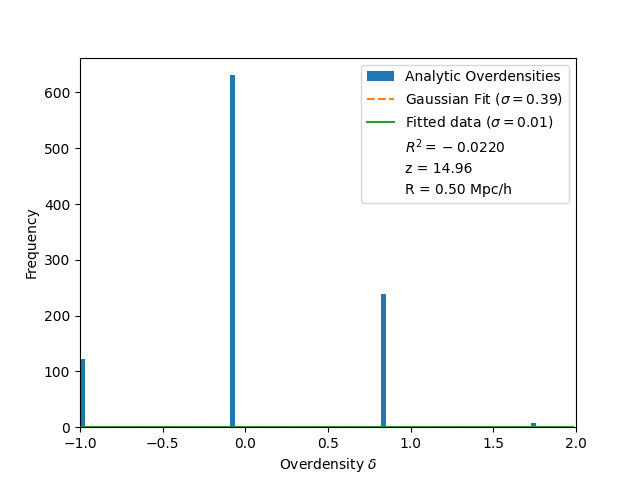 Analytic Overdensities
Gaussian Fit (σ = 0.39)
Fitted data (σ = 0.01)
R² = −0.0220
z = 14.96
R = 0.50 Mpc/h
600
500
400
300
200
100
0
Frequency
−1.0 −0.5 0.0 0.5 1.0 1.5 2.0
Overdensity δ